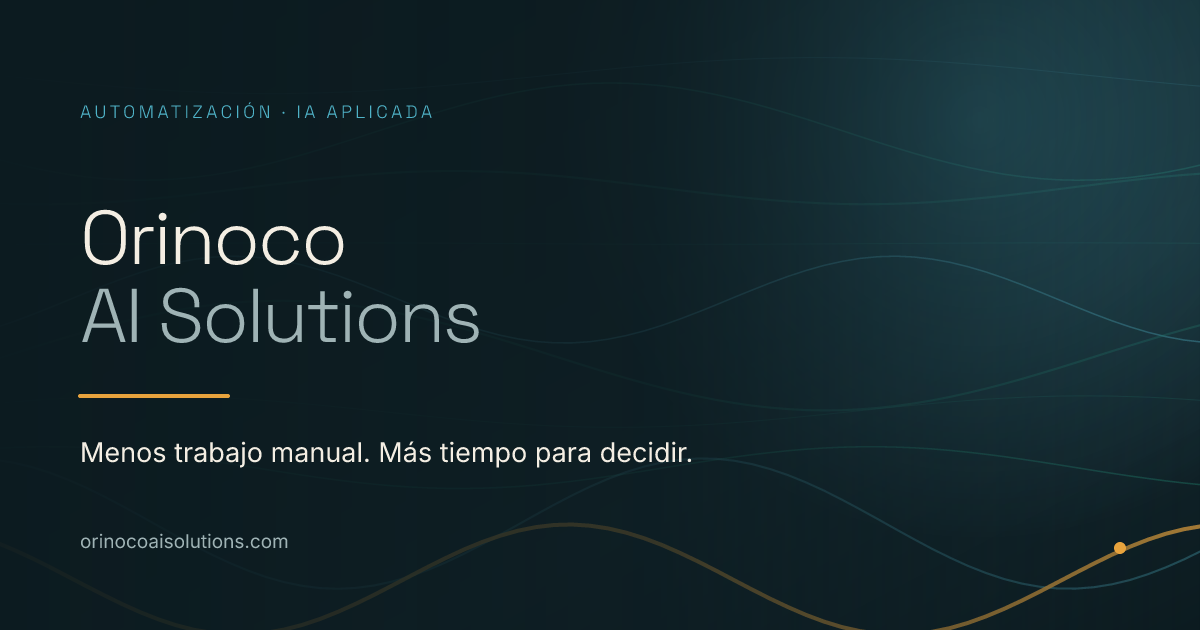 AUTOMATIZACIÓN · IA APLICADA
Orinoco
AI Solutions
Menos trabajo manual. Más tiempo para decidir.
orinocoaisolutions.com